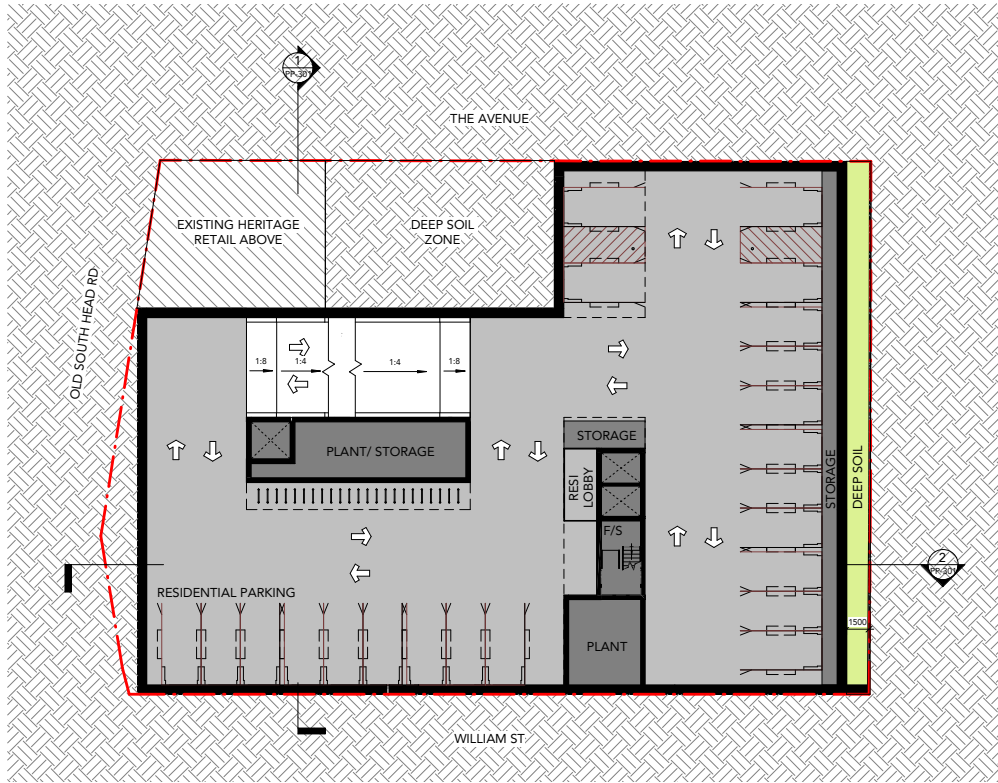 1
PP-301
THE AVENUE
EXISTING HERITAGE
RETAIL ABOVE
DEEP SOIL
ZONE
OLD SOUTH HEAD RD
1:8
1:4
1:4
1:8
PLANT/ STORAGE
STORAGE
RESI
LOBBY
F/S
STORAGE
DEEP SOIL
2
PP-301
RESIDENTIAL PARKING
1500
PLANT
WILLIAM ST